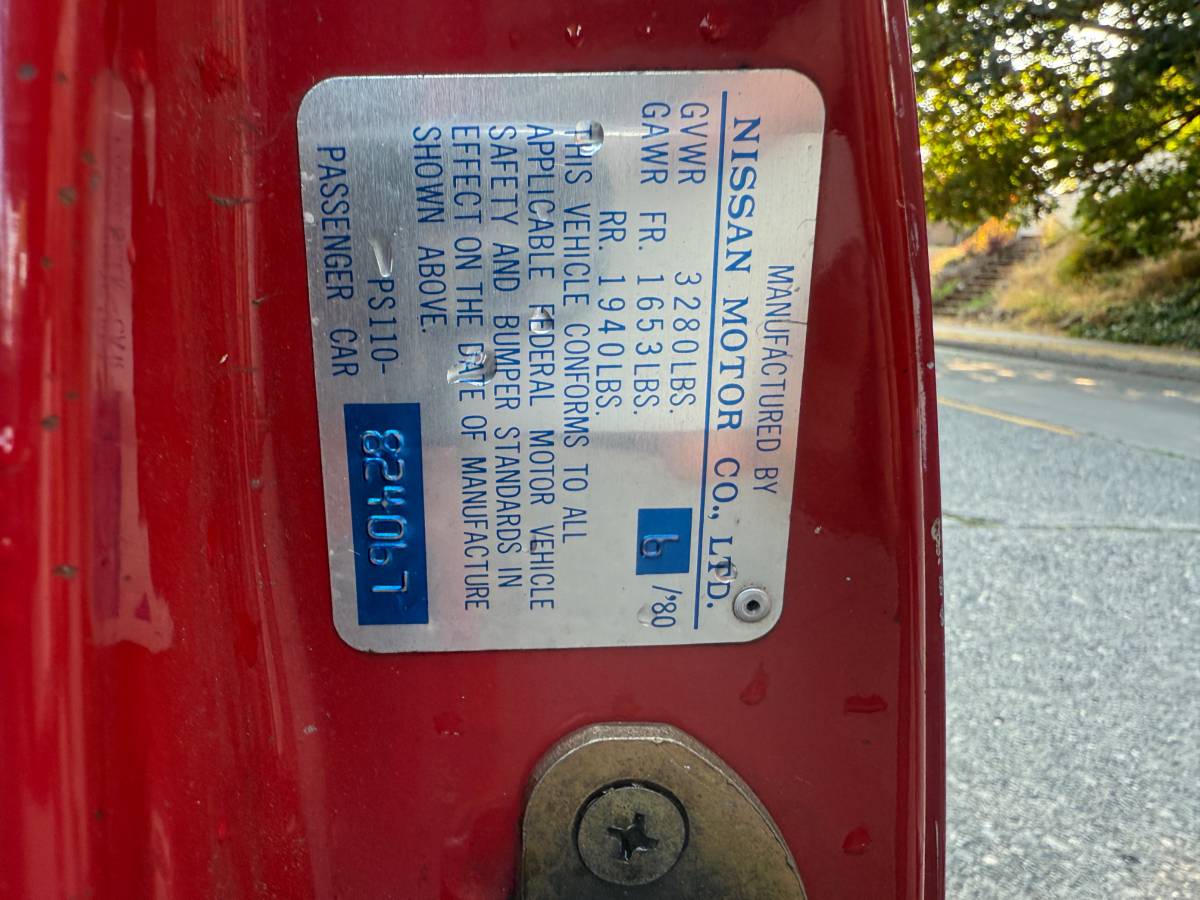 MANUFACTURED BY
NISSAN MOTOR CO., LTD.
GVWR 3280LBS. 6 /'80
GAWR FR. 1653LBS.
RR. 1940LBS.
THIS VEHICLE CONFORMS TO ALL
APPLICABLE FEDERAL MOTOR VEHICLE
SAFETY AND BUMPER STANDARDS IN
EFFECT ON THE DATE OF MANUFACTURE
SHOWN ABOVE.
PS110- 824067
PASSENGER CAR